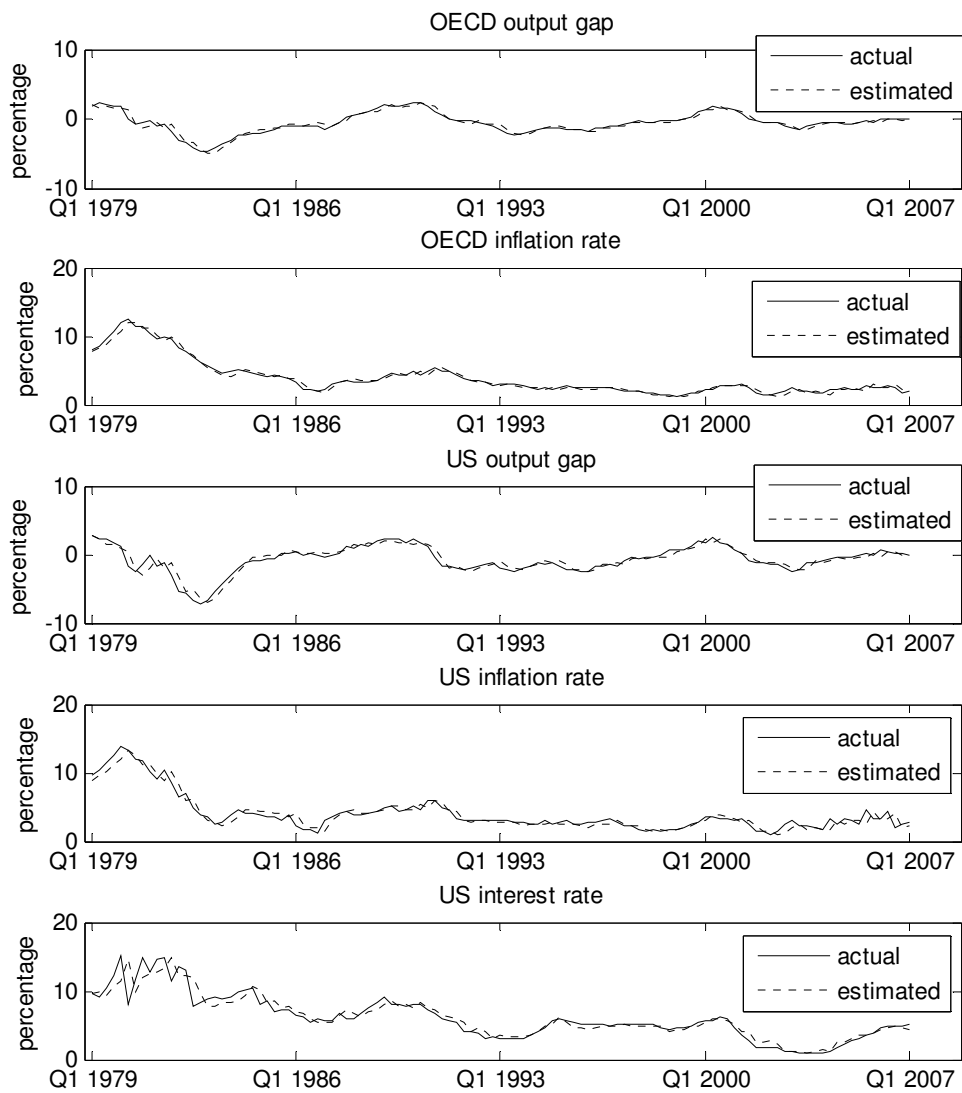 OECD output gap
percentage
10
0
-10
actual
estimated
Q1 1979 Q1 1986 Q1 1993 Q1 2000 Q1 2007
OECD inflation rate
percentage
20
10
0
actual
estimated
Q1 1979 Q1 1986 Q1 1993 Q1 2000 Q1 2007
US output gap
percentage
10
0
-10
actual
estimated
Q1 1979 Q1 1986 Q1 1993 Q1 2000 Q1 2007
US inflation rate
percentage
20
10
0
actual
estimated
Q1 1979 Q1 1986 Q1 1993 Q1 2000 Q1 2007
US interest rate
percentage
20
10
0
actual
estimated
Q1 1979 Q1 1986 Q1 1993 Q1 2000 Q1 2007